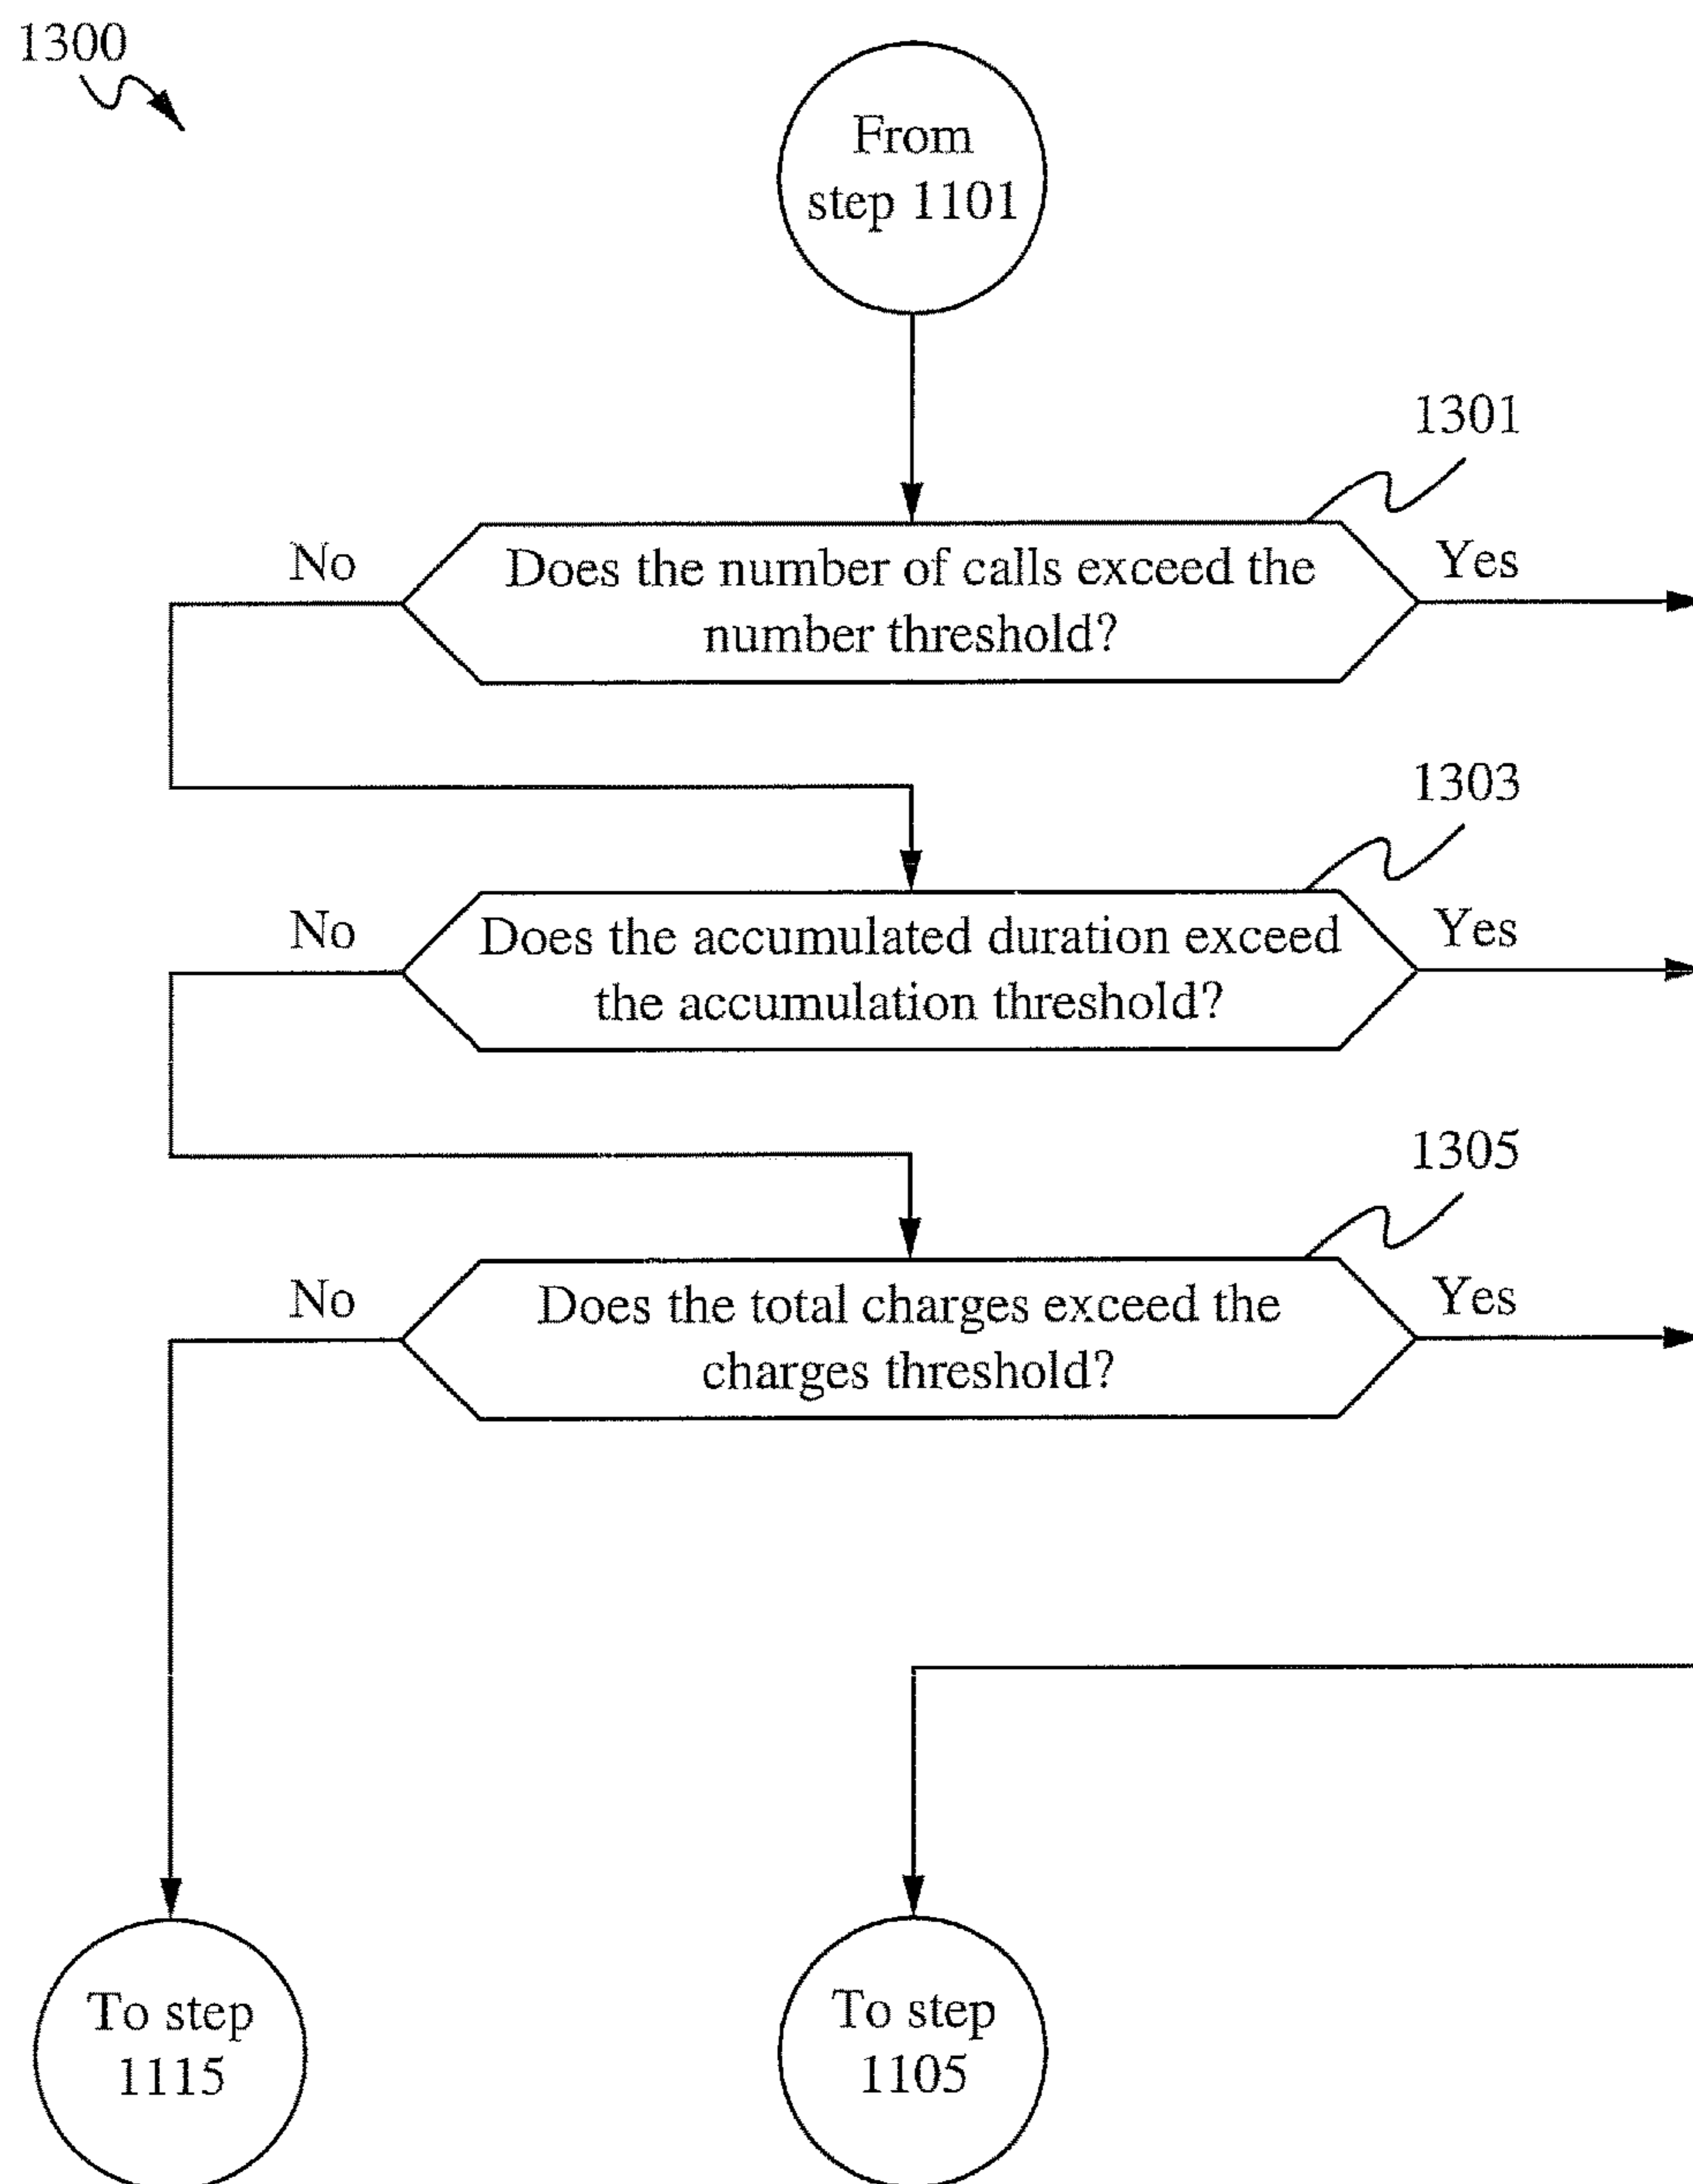 1300
From
step 1101
1301
No
Does the number of calls exceed the
number threshold?
Yes
1303
No
Does the accumulated duration exceed
the accumulation threshold?
Yes
1305
No
Does the total charges exceed the
charges threshold?
Yes
To step
1115
To step
1105